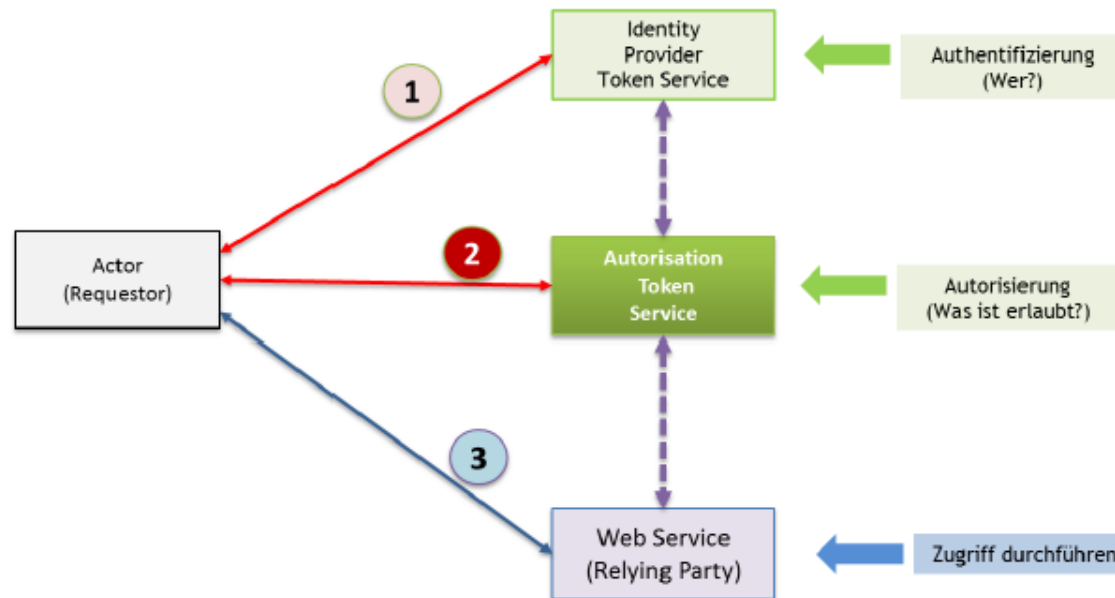 Identity
Provider
Token Service
Authentifizierung
(Wer?)
1
Actor
(Requestor)
2
Autorisation
Token
Service
Autorisierung
(Was ist erlaubt?)
3
Web Service
(Relying Party)
Zugriff durchführen